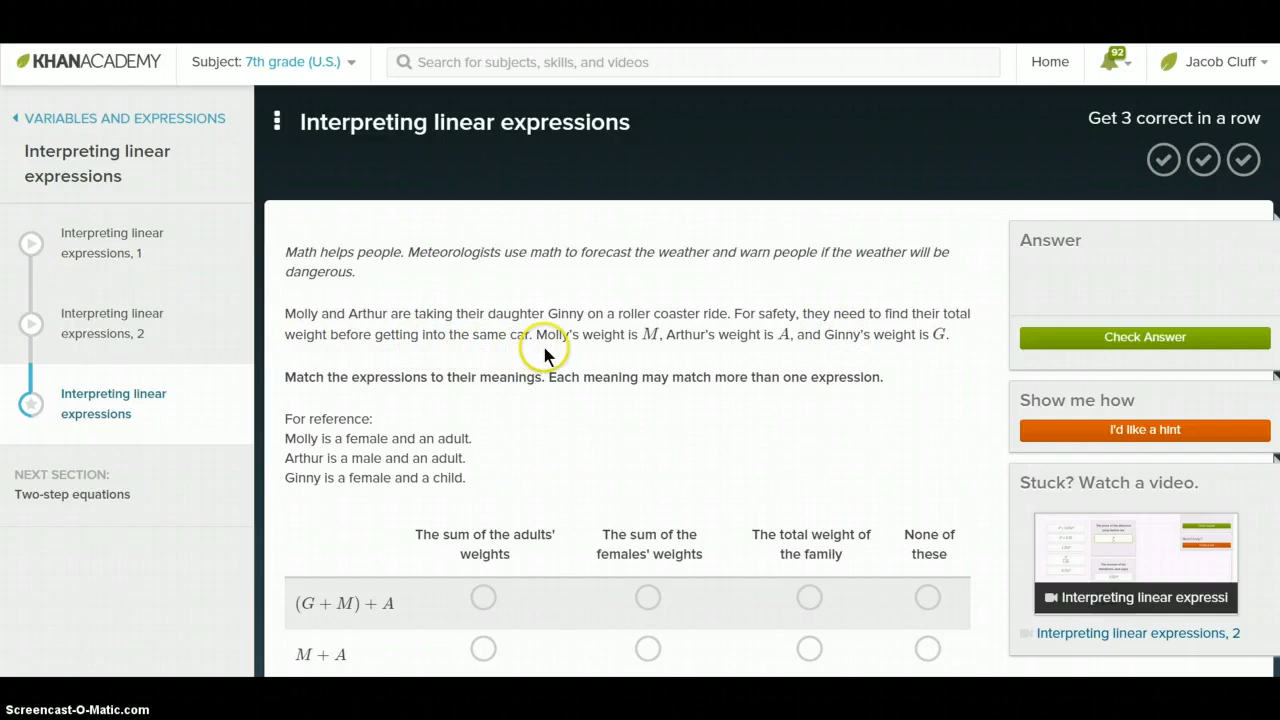 KHANACADEMY
Subject: 7th grade (U.S.)
Search for subjects, skills, and videos
Home
92
Jacob Cluff
VARIABLES AND EXPRESSIONS
Interpreting linear
expressions
Interpreting linear
expressions, 1
Interpreting linear
expressions, 2
Interpreting linear
expressions
NEXT SECTION:
Two-step equations
Interpreting linear expressions
Get 3 correct in a row
Math helps people. Meteorologists use math to forecast the weather and warn people if the weather will be
dangerous.
Molly and Arthur are taking their daughter Ginny on a roller coaster ride. For safety, they need to find their total
weight before getting into the same car. Molly's weight is M, Arthur's weight is A, and Ginny's weight is G.
Match the expressions to their meanings. Each meaning may match more than one expression.
For reference:
Molly is a female and an adult.
Arthur is a male and an adult.
Ginny is a female and a child.
The sum of the adults'
weights
The sum of the
females' weights
The total weight of
the family
None of
these
(G + M) + A
M + A
Answer
Check Answer
Show me how
I'd like a hint
Stuck? Watch a video.
Interpreting linear expressi
Interpreting linear expressions, 2
Screencast-O-Matic.com